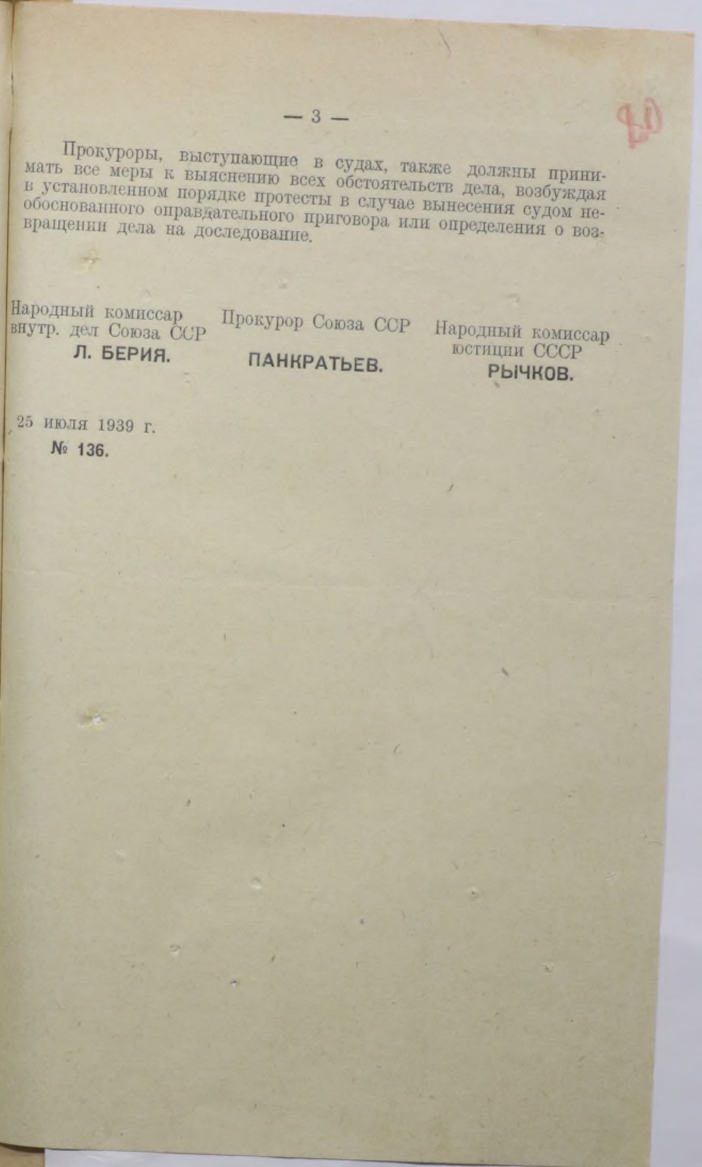 — 3 —
Прокуроры, выступающие в судах, также должны прини-
мать все меры к выяснению всех обстоятельств дела, возбуждая
в установленном порядке протесты в случае вынесения судом не-
обоснованного оправдательного приговора или определения о воз-
вращении дела на доследование.
Народный комиссар
внутр. дел Союза ССР
Л. БЕРИЯ.
Прокурор Союза ССР
ПАНКРАТЬЕВ.
Народный комиссар
юстиции СССР
РЫЧКОВ.
25 июля 1939 г.
№ 136.